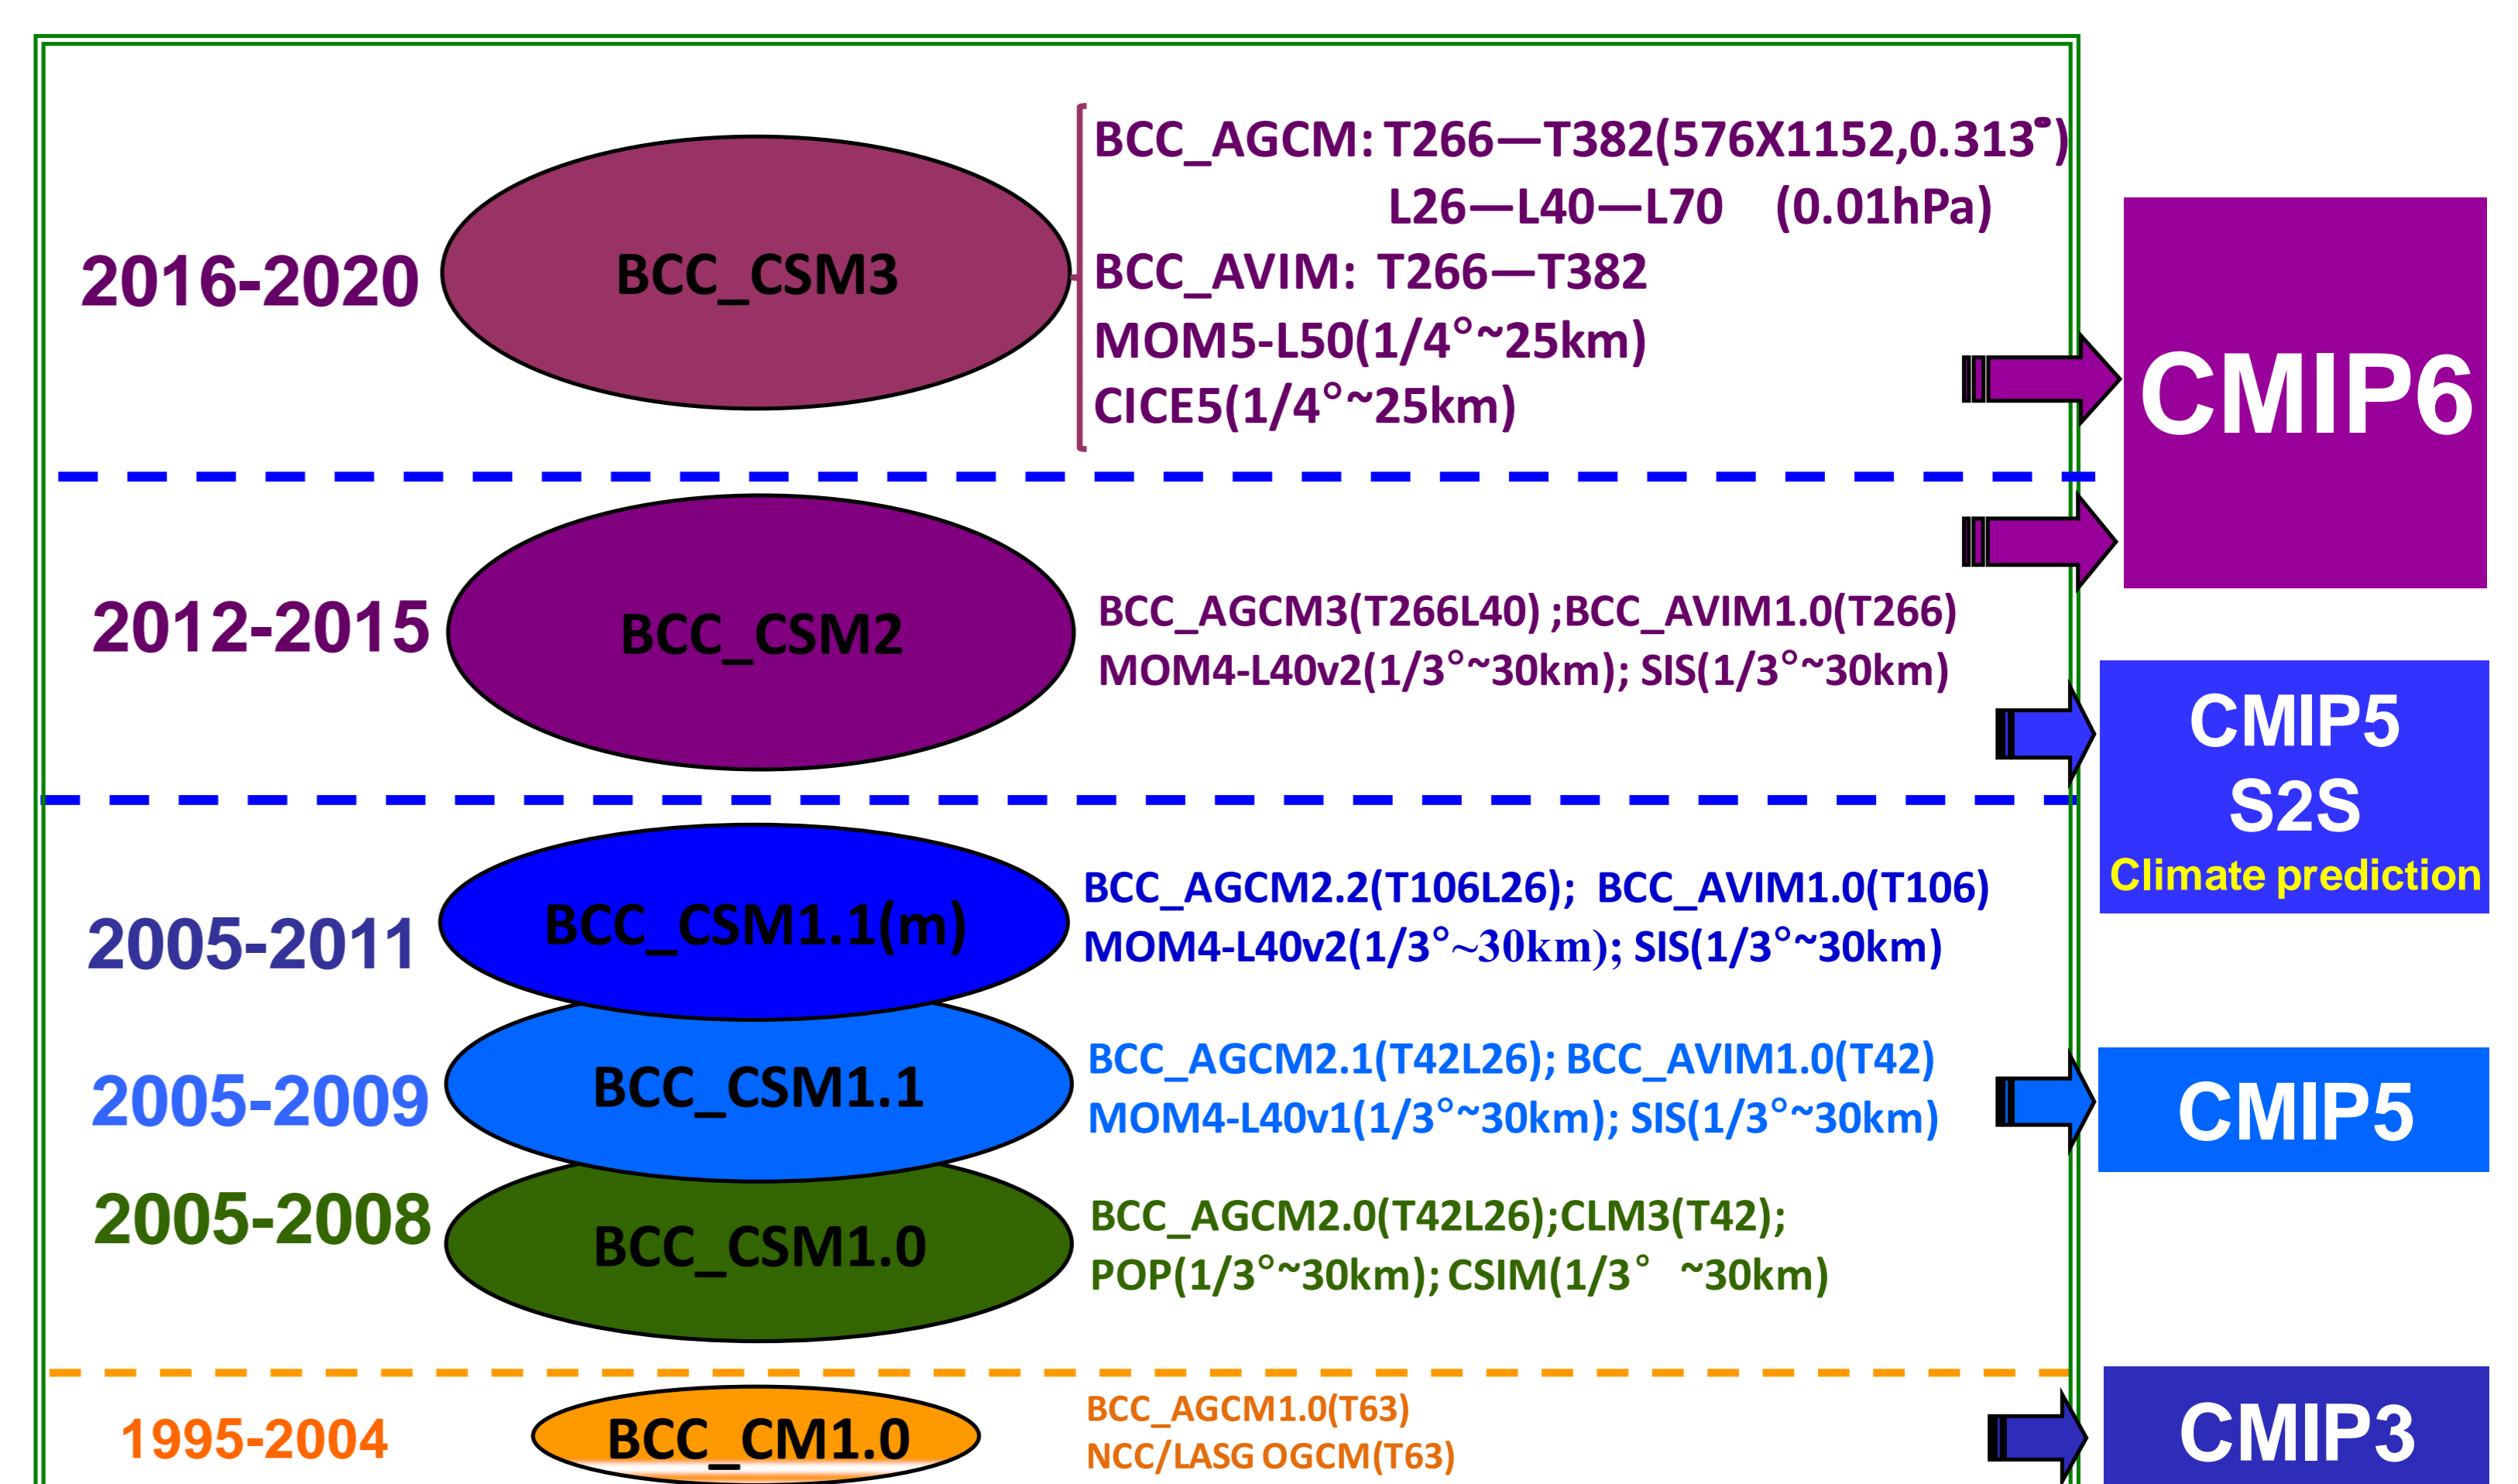 BCC_AGCM: T266—T382(576X1152,0.313°)
L26—L40—L70 (0.01hPa)
2016-2020
BCC_CSM3
BCC_AVIM: T266—T382
MOM5-L50(1/4°~25km)
CICE5(1/4°~25km)
CMIP6
2012-2015
BCC_CSM2
BCC_AGCM3(T266L40) ;BCC_AVIM1.0(T266)
MOM4-L40v2(1/3°~30km); SIS(1/3°~30km)
CMIP5
S2S
Climate prediction
2005-2011
BCC_CSM1.1(m)
BCC_AGCM2.2(T106L26); BCC_AVIM1.0(T106)
MOM4-L40v2(1/3°~30km); SIS(1/3°~30km)
2005-2009
BCC_CSM1.1
BCC_AGCM2.1(T42L26); BCC_AVIM1.0(T42)
MOM4-L40v1(1/3°~30km); SIS(1/3°~30km)
CMIP5
2005-2008
BCC_CSM1.0
BCC_AGCM2.0(T42L26);CLM3(T42);
POP(1/3°~30km); CSIM(1/3° ~30km)
1995-2004
BCC_CM1.0
BCC_AGCM1.0(T63)
NCC/LASG OGCM(T63)
CMIP3